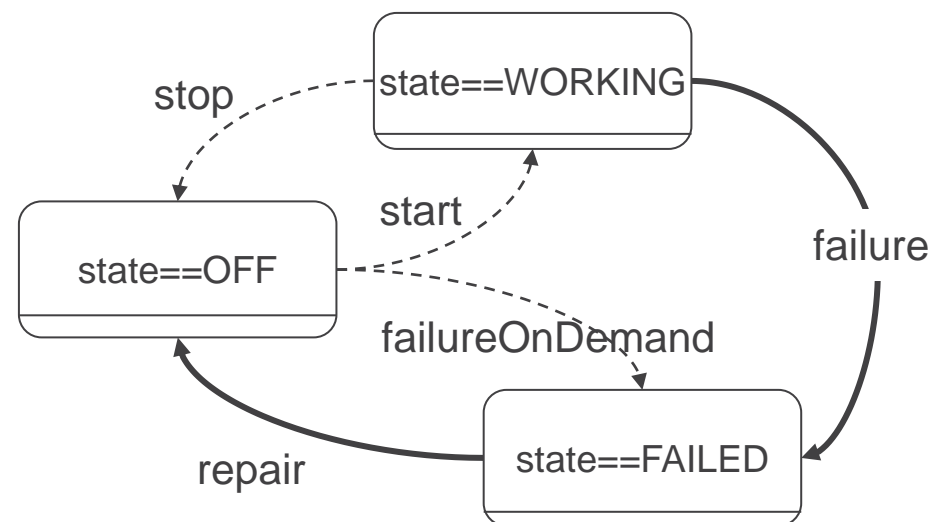 state==WORKING
stop
start
failure
state==OFF
failureOnDemand
state==FAILED
repair